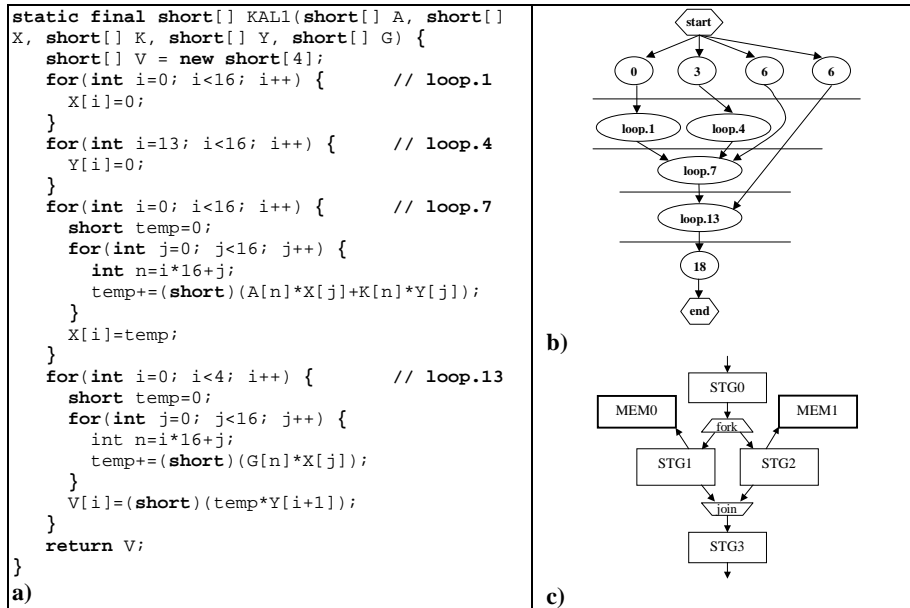 static final short[] KAL1(short[] A, short[]
X, short[] K, short[] Y, short[] G) {
short[] V = new short[4];
for(int i=0; i<16; i++) { // loop.1
X[i]=0;
}
for(int i=13; i<16; i++) { // loop.4
Y[i]=0;
}
for(int i=0; i<16; i++) { // loop.7
short temp=0;
for(int j=0; j<16; j++) {
int n=i*16+j;
temp+=(short)(A[n]*X[j]+K[n]*Y[j]);
}
X[i]=temp;
}
for(int i=0; i<4; i++) { // loop.13
short temp=0;
for(int j=0; j<16; j++) {
int n=i*16+j;
temp+=(short)(G[n]*X[j]);
}
V[i]=(short)(temp*Y[i+1]);
}
return V;
}
a)
start
0 3 6 6
loop.1 loop.4
loop.7
loop.13
18
end
b)
STG0
MEM0 MEM1
fork
STG1 STG2
join
STG3
c)